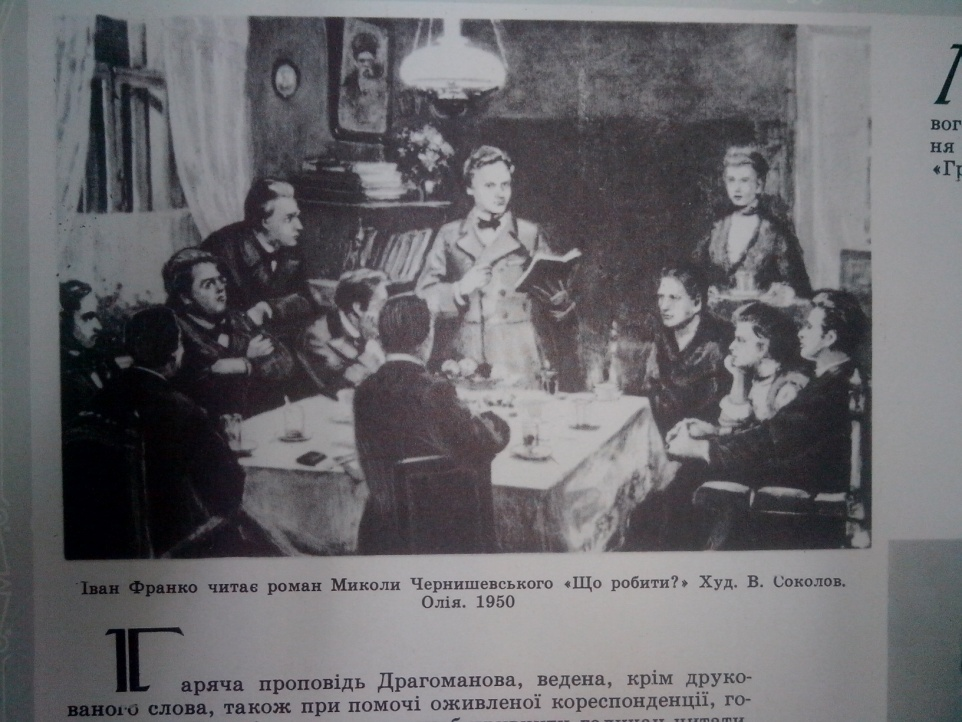 Іван Франко читає роман Миколи Чернишевського «Що робити?» Худ. В. Соколов.
Олія. 1950
Гаряча проповідь Драгоманова, ведена, крім друко-
ваного слова, також при помочі оживленої кореспонденції, го-
читати
вог
ня
«Гр